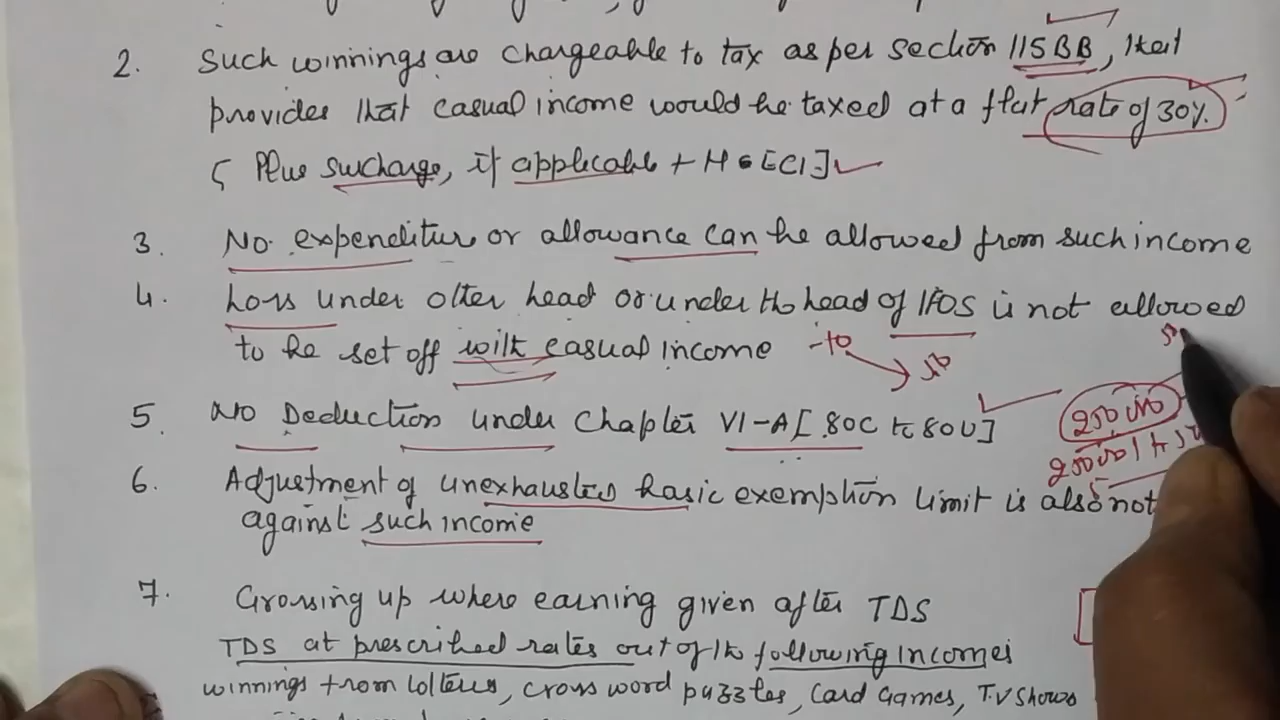 2. Such winnings are chargeable to tax as per section 115BB, that
provides that casual income would be taxed at a flat rate of 30%.
Plus surcharge, if applicable + H & [CI]
3. No expenditure or allowance can be allowed from such income
4. Loss under other head or under the head of IFOS is not allowed
to be set off with casual income
5. No Deduction under Chapter VI-A [80C to 80U]
250000
6. Adjustment of unexhausted basic exemption limit is also not
against such income
7. Grossing up where earning given after TDS
TDS at prescribed rates out of the following incomes
winnings from lotteries, cross word puzzles, Card Games, T.V Shows